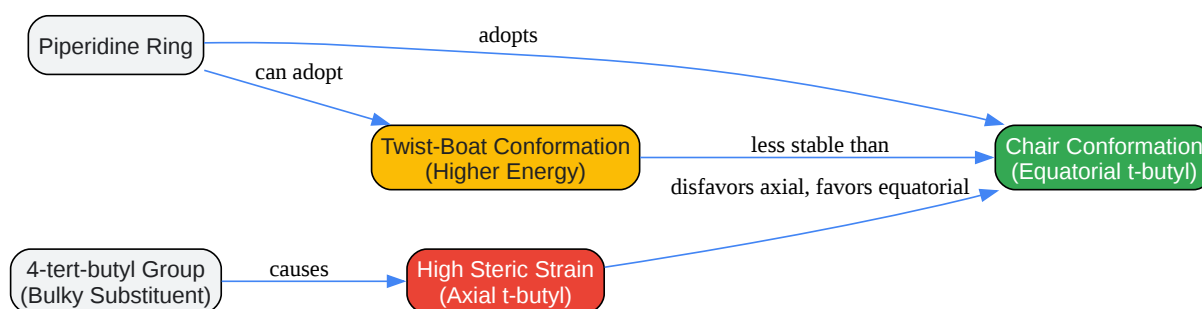 Piperidine Ring
adopts
can adopt
Twist-Boat Conformation
(Higher Energy)
less stable than
Chair Conformation
(Equatorial t-butyl)
disfavors axial, favors equatorial
4-tert-butyl Group
(Bulky Substituent)
causes
High Steric Strain
(Axial t-butyl)